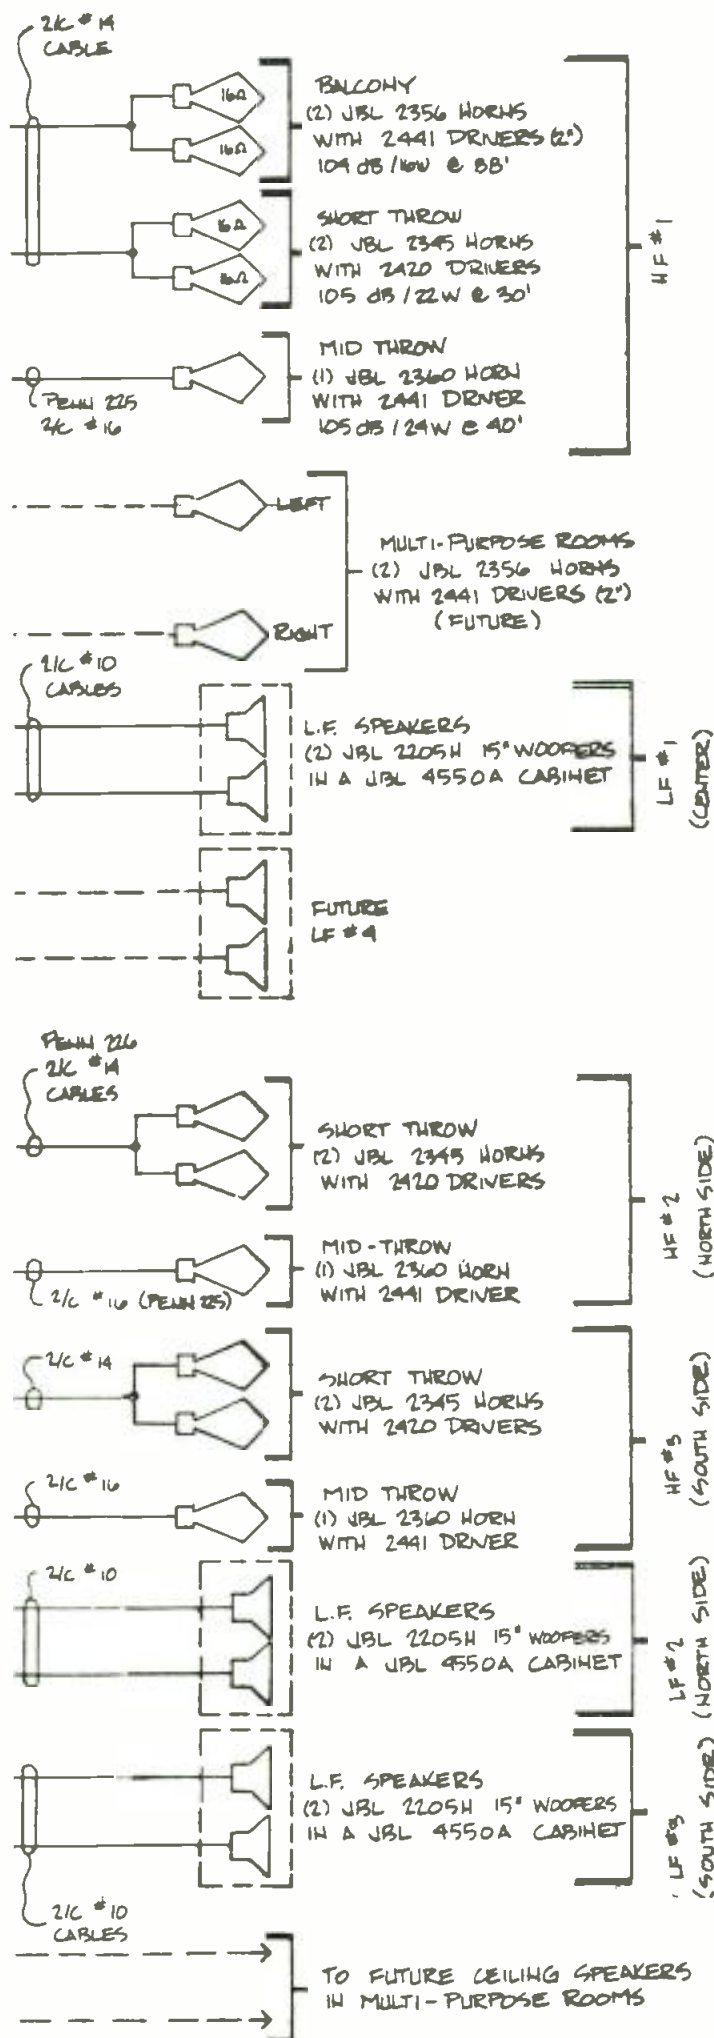 2/C #14
CABLE
16Ω
16Ω
BALCONY
(2) JBL 2356 HORNS
WITH 2441 DRIVERS (2")
104 dB/16W @ 88'
16Ω
16Ω
SHORT THROW
(2) JBL 2345 HORNS
WITH 2420 DRIVERS
105 dB/22W @ 30'
HF #1
MID THROW
(1) JBL 2360 HORN
WITH 2441 DRIVER
105 dB/24W @ 40'
PENN 225
2/C #16
LEFT
RIGHT
MULTI-PURPOSE ROOMS
(2) JBL 2356 HORNS
WITH 2441 DRIVERS (2")
(FUTURE)
2/C #10
CABLES
L.F. SPEAKERS
(2) JBL 2205H 15" WOOFERS
IN A JBL 4550A CABINET
LF #1
(CENTER)
FUTURE
LF #4
PENN 226
2/C #14
CABLES
SHORT THROW
(2) JBL 2345 HORNS
WITH 2420 DRIVERS
HF #2
(NORTH SIDE)
MID-THROW
(1) JBL 2360 HORN
WITH 2441 DRIVER
2/C #16 (PENN 225)
2/C #14
SHORT THROW
(2) JBL 2345 HORNS
WITH 2420 DRIVERS
HF #3
(SOUTH SIDE)
2/C #16
MID THROW
(1) JBL 2360 HORN
WITH 2441 DRIVER
2/C #10
L.F. SPEAKERS
(2) JBL 2205H 15" WOOFERS
IN A JBL 4550A CABINET
LF #2
(NORTH SIDE)
L.F. SPEAKERS
(2) JBL 2205H 15" WOOFERS
IN A JBL 4550A CABINET
LF #3
(SOUTH SIDE)
2/C #10
CABLES
TO FUTURE CEILING SPEAKERS
IN MULTI-PURPOSE ROOMS